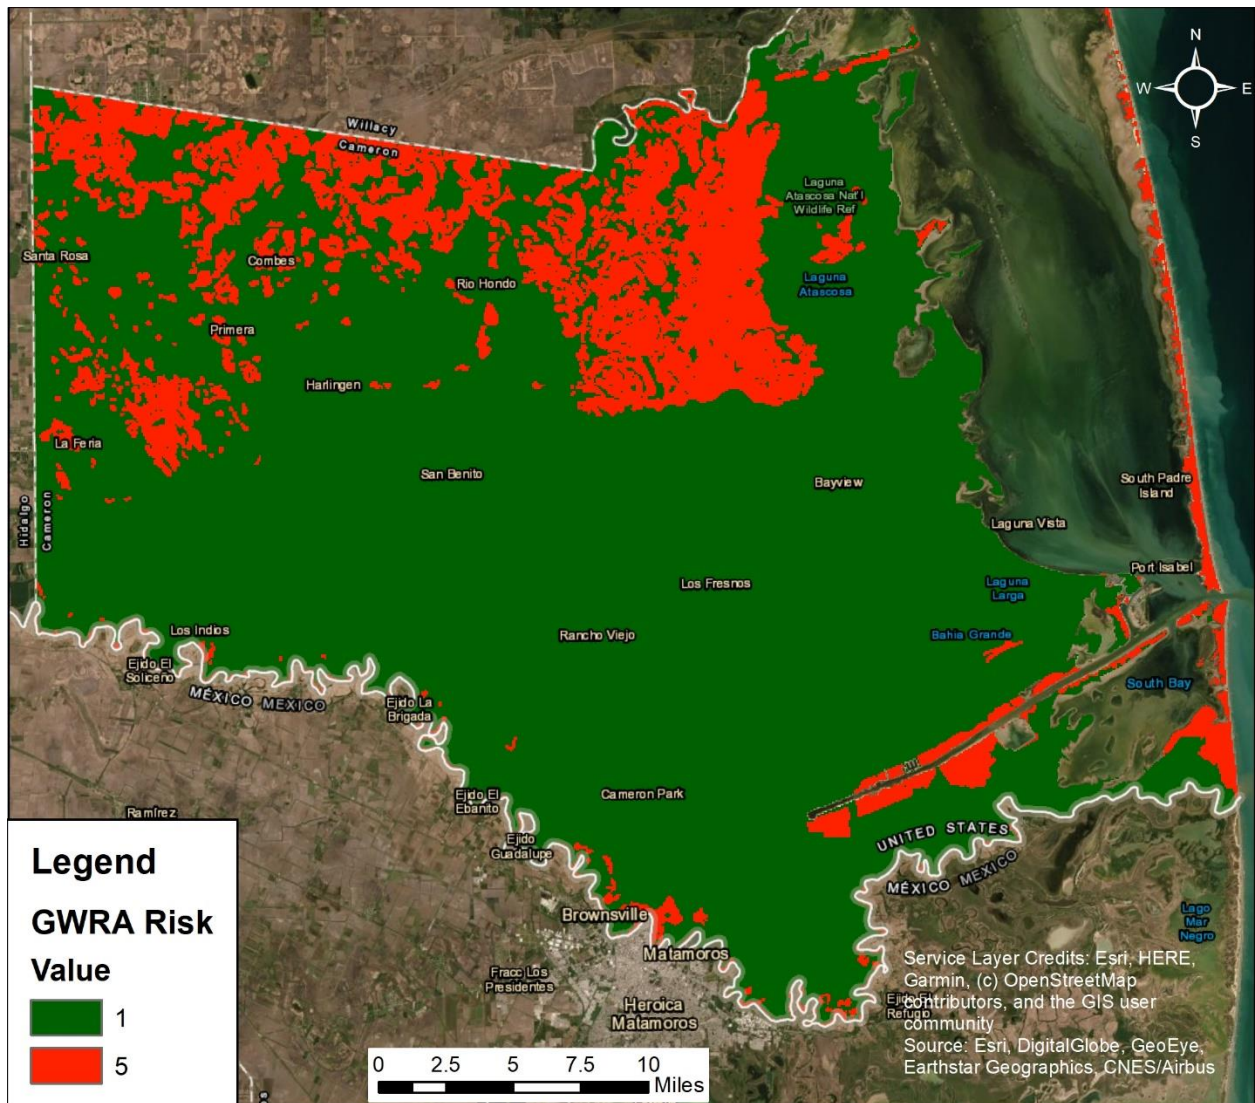 N
W
E
S
Willacy
Cameron
Laguna
Atascosa Nat'l
Wildlife Ref
Santa Rosa
Combes
Rio Hondo
Laguna
Atascosa
Primera
Harlingen
La Feria
San Benito
Bayview
South Padre
Island
Hidalgo
Cameron
Laguna Vista
Port Isabel
Los Fresnos
Laguna
Larga
Los Indios
Rancho Viejo
Bahia Grande
Ejido El
Soliceño
MÉXICO MEXICO
Ejido La
Brigada
South Bay
Ejido El
Ebanito
Cameron Park
Ramírez
UNITED STATES
MÉXICO MEXICO
Ejido
Guadalupe
Brownsville
Matamoros
Lago
Mar
Negro
Fracc Los
Presidentes
Heroica
Matamoros
Ejido El
Refugio
Legend
GWRA Risk
Value
1
5
0 2.5 5 7.5 10
Miles
Service Layer Credits: Esri, HERE,
Garmin, (c) OpenStreetMap
contributors, and the GIS user
community
Source: Esri, DigitalGlobe, GeoEye,
Earthstar Geographics, CNES/Airbus